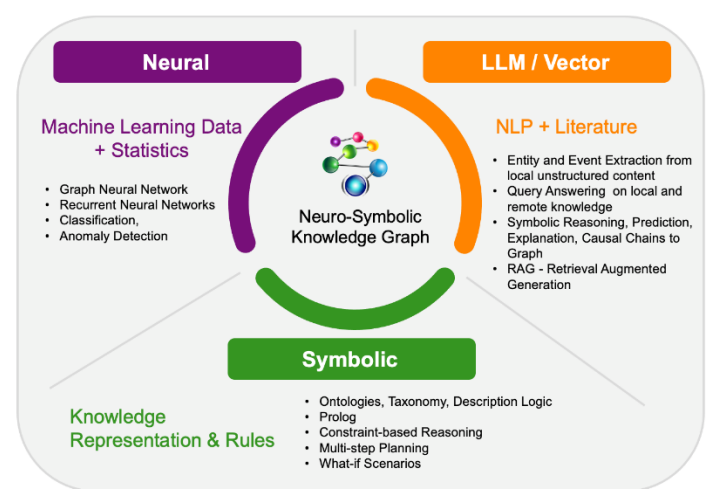 Neural
LLM / Vector
Machine Learning Data
+ Statistics
• Graph Neural Network
• Recurrent Neural Networks
• Classification,
• Anomaly Detection
Neuro-Symbolic
Knowledge Graph
NLP + Literature
• Entity and Event Extraction from
local unstructured content
• Query Answering on local and
remote knowledge
• Symbolic Reasoning, Prediction,
Explanation, Causal Chains to
Graph
• RAG - Retrieval Augmented
Generation
Symbolic
Knowledge
Representation & Rules
• Ontologies, Taxonomy, Description Logic
• Prolog
• Constraint-based Reasoning
• Multi-step Planning
• What-if Scenarios